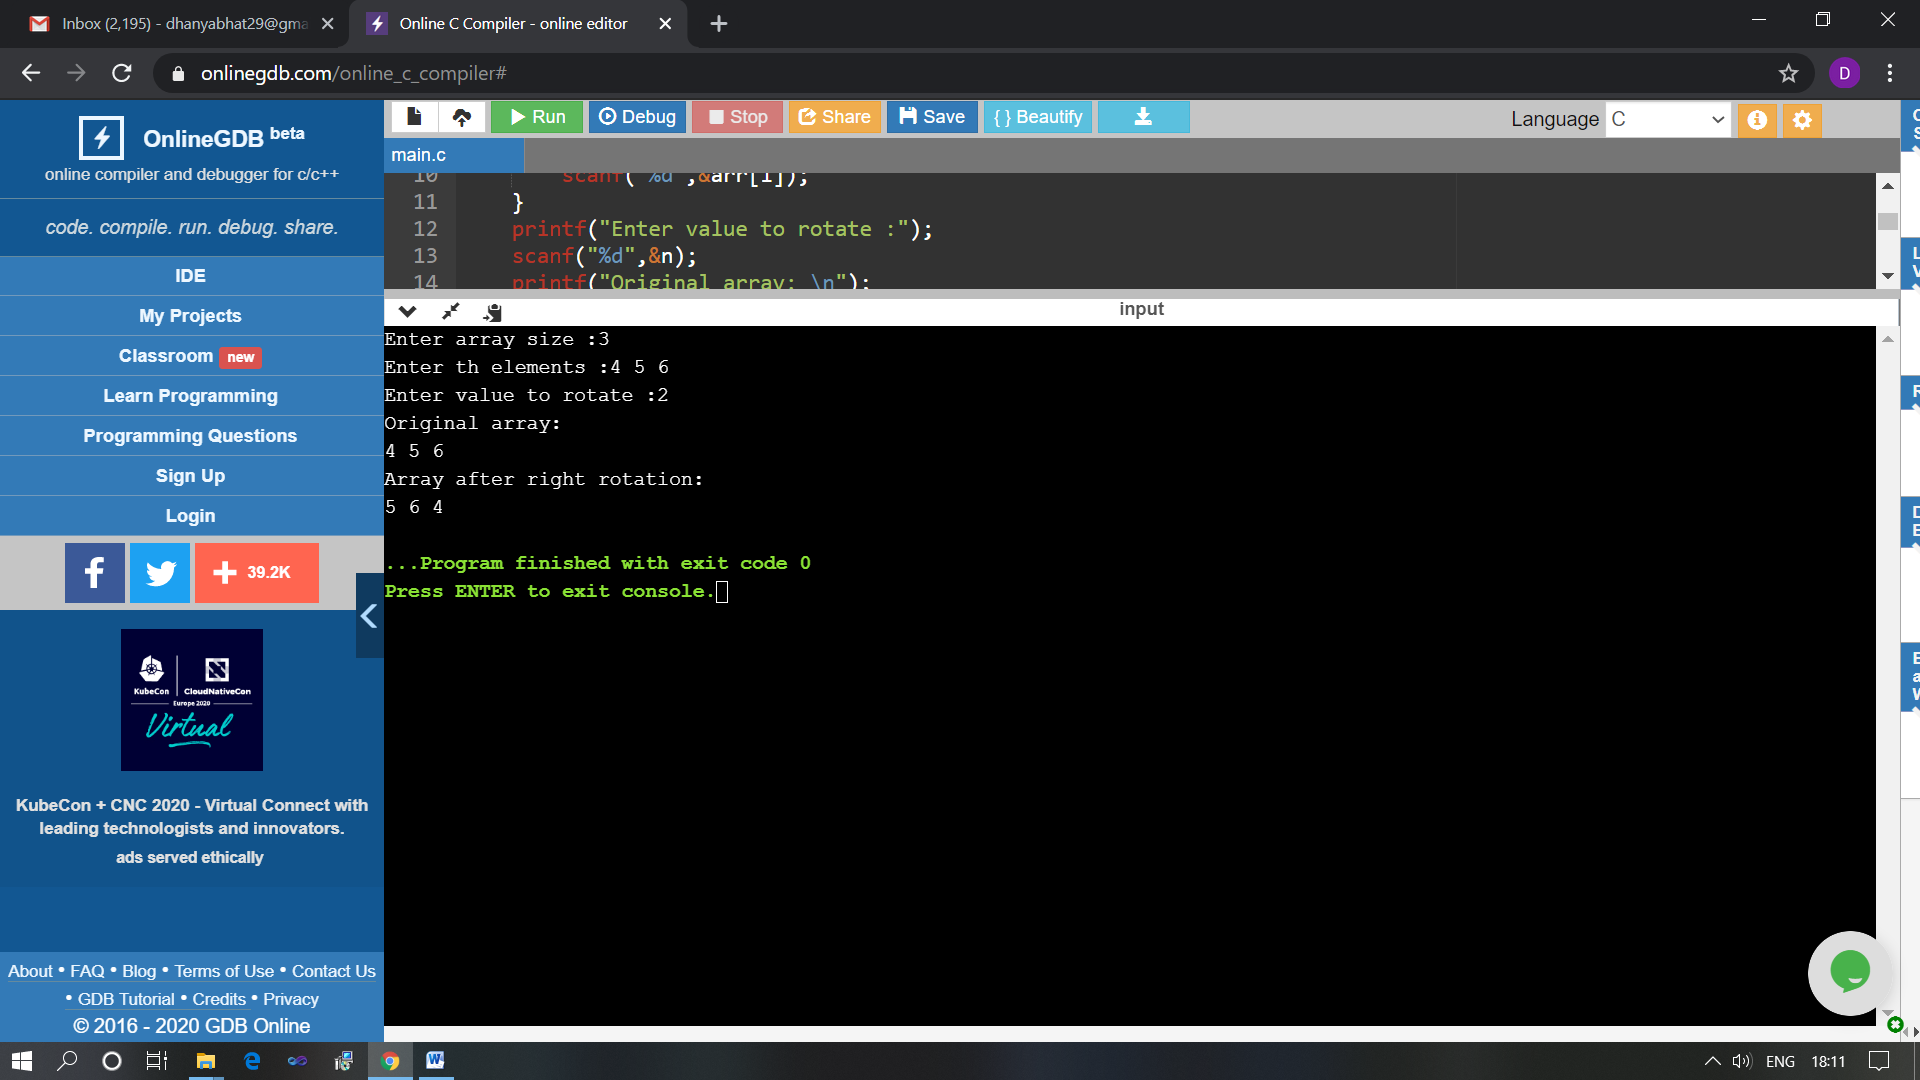 Inbox (2,195) - dhanyabhat29@gma
Online C Compiler - online editor
onlinegdb.com/online_c_compiler#
D
OnlineGDB beta
online compiler and debugger for c/c++
code. compile. run. debug. share.
IDE
My Projects
Classroom new
Learn Programming
Programming Questions
Sign Up
Login
39.2K
KubeCon CloudNativeCon
Europe 2020
Virtual
KubeCon + CNC 2020 - Virtual Connect with
leading technologists and innovators.
ads served ethically
About • FAQ • Blog • Terms of Use • Contact Us
• GDB Tutorial • Credits • Privacy
© 2016 - 2020 GDB Online
Run Debug Stop Share Save {} Beautify
Language C
main.c
10 scanf("%d",&arr[i]);
11 }
12 printf("Enter value to rotate :");
13 scanf("%d",&n);
14 printf("Original array: \n");
input
Enter array size :3
Enter th elements :4 5 6
Enter value to rotate :2
Original array:
4 5 6
Array after right rotation:
5 6 4
...Program finished with exit code 0
Press ENTER to exit console.
ENG 18:11